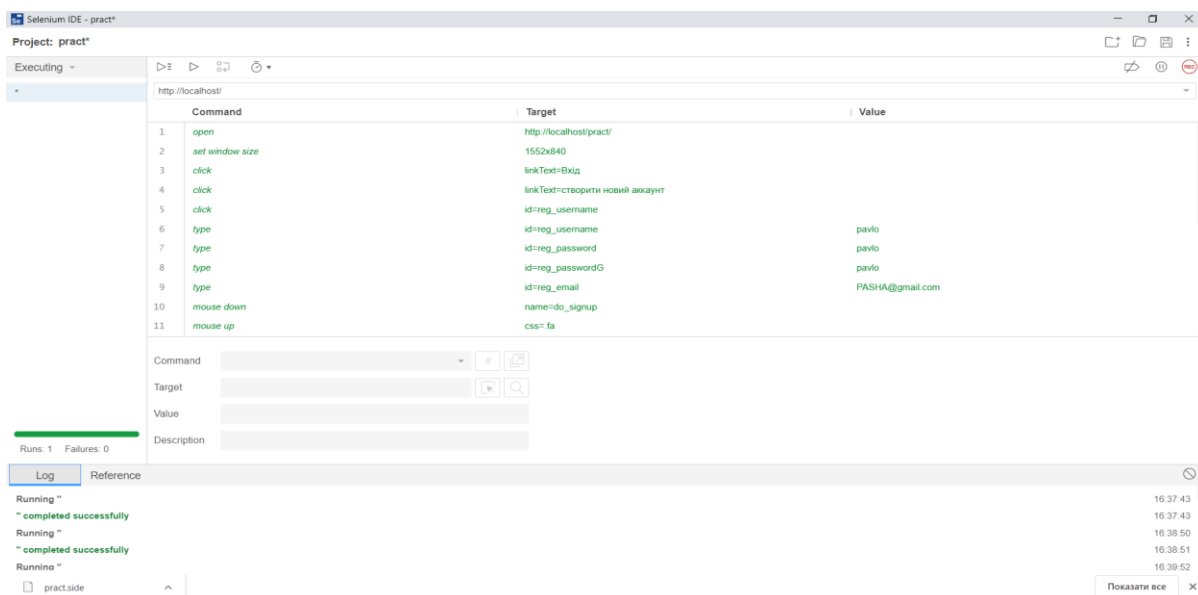 Selenium IDE - pract*
Project: pract*
Executing
REC
*
http://localhost/
Command Target Value
1 open http://localhost/pract/
2 set window size 1552x840
3 click linkText=Вхід
4 click linkText=створити новий аккаунт
5 click id=reg_username
6 type id=reg_username pavlo
7 type id=reg_password pavlo
8 type id=reg_passwordG pavlo
9 type id=reg_email PASHA@gmail.com
10 mouse down name=do_signup
11 mouse up css=.fa
Command //
Target
Value
Description
Runs: 1 Failures: 0
Log Reference
Running '' 16:37:43
'' completed successfully 16:37:43
Running '' 16:38:50
'' completed successfully 16:38:51
Running '' 16:39:52
pract.side Показати все